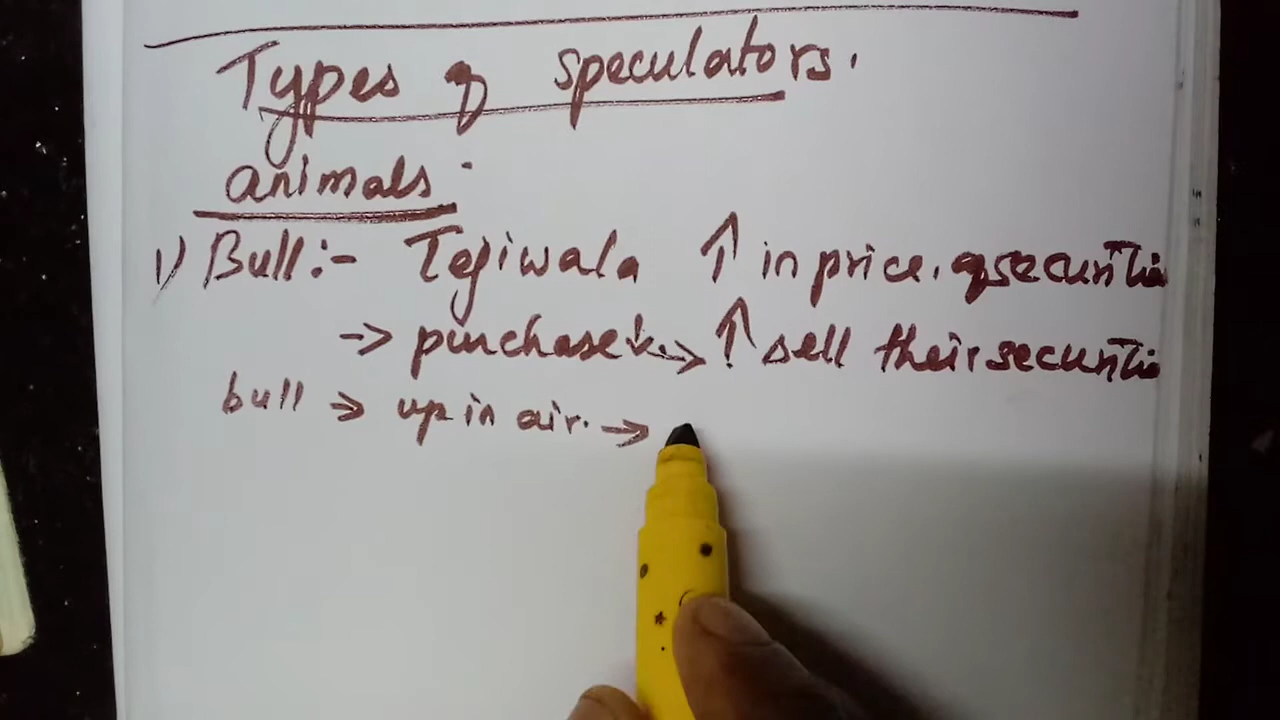 Types of speculators.
animals
1) Bull:- Tejiwala ↑ in price. of securities
→ purchase → ↑ sell their securities
bull → up in air. →